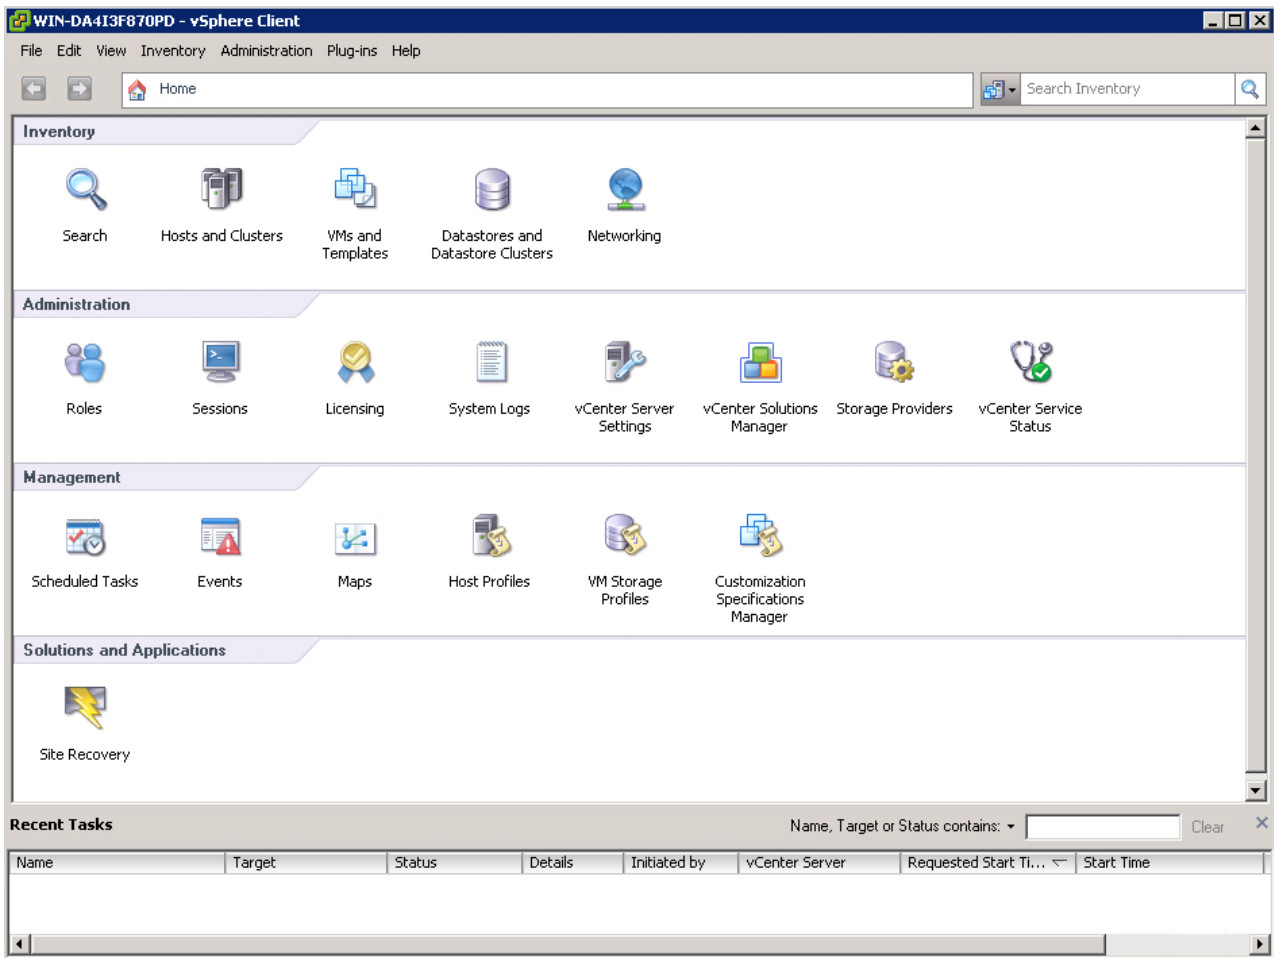 WIN-DA4I3F870PD - vSphere Client
File Edit View Inventory Administration Plug-ins Help
Home
Search Inventory
Inventory
Search
Hosts and Clusters
VMs and
Templates
Datastores and
Datastore Clusters
Networking
Administration
Roles
Sessions
Licensing
System Logs
vCenter Server
Settings
vCenter Solutions
Manager
Storage Providers
vCenter Service
Status
Management
Scheduled Tasks
Events
Maps
Host Profiles
VM Storage
Profiles
Customization
Specifications
Manager
Solutions and Applications
Site Recovery
Recent Tasks
Name, Target or Status contains:
Clear
Name Target Status Details Initiated by vCenter Server Requested Start Ti... Start Time